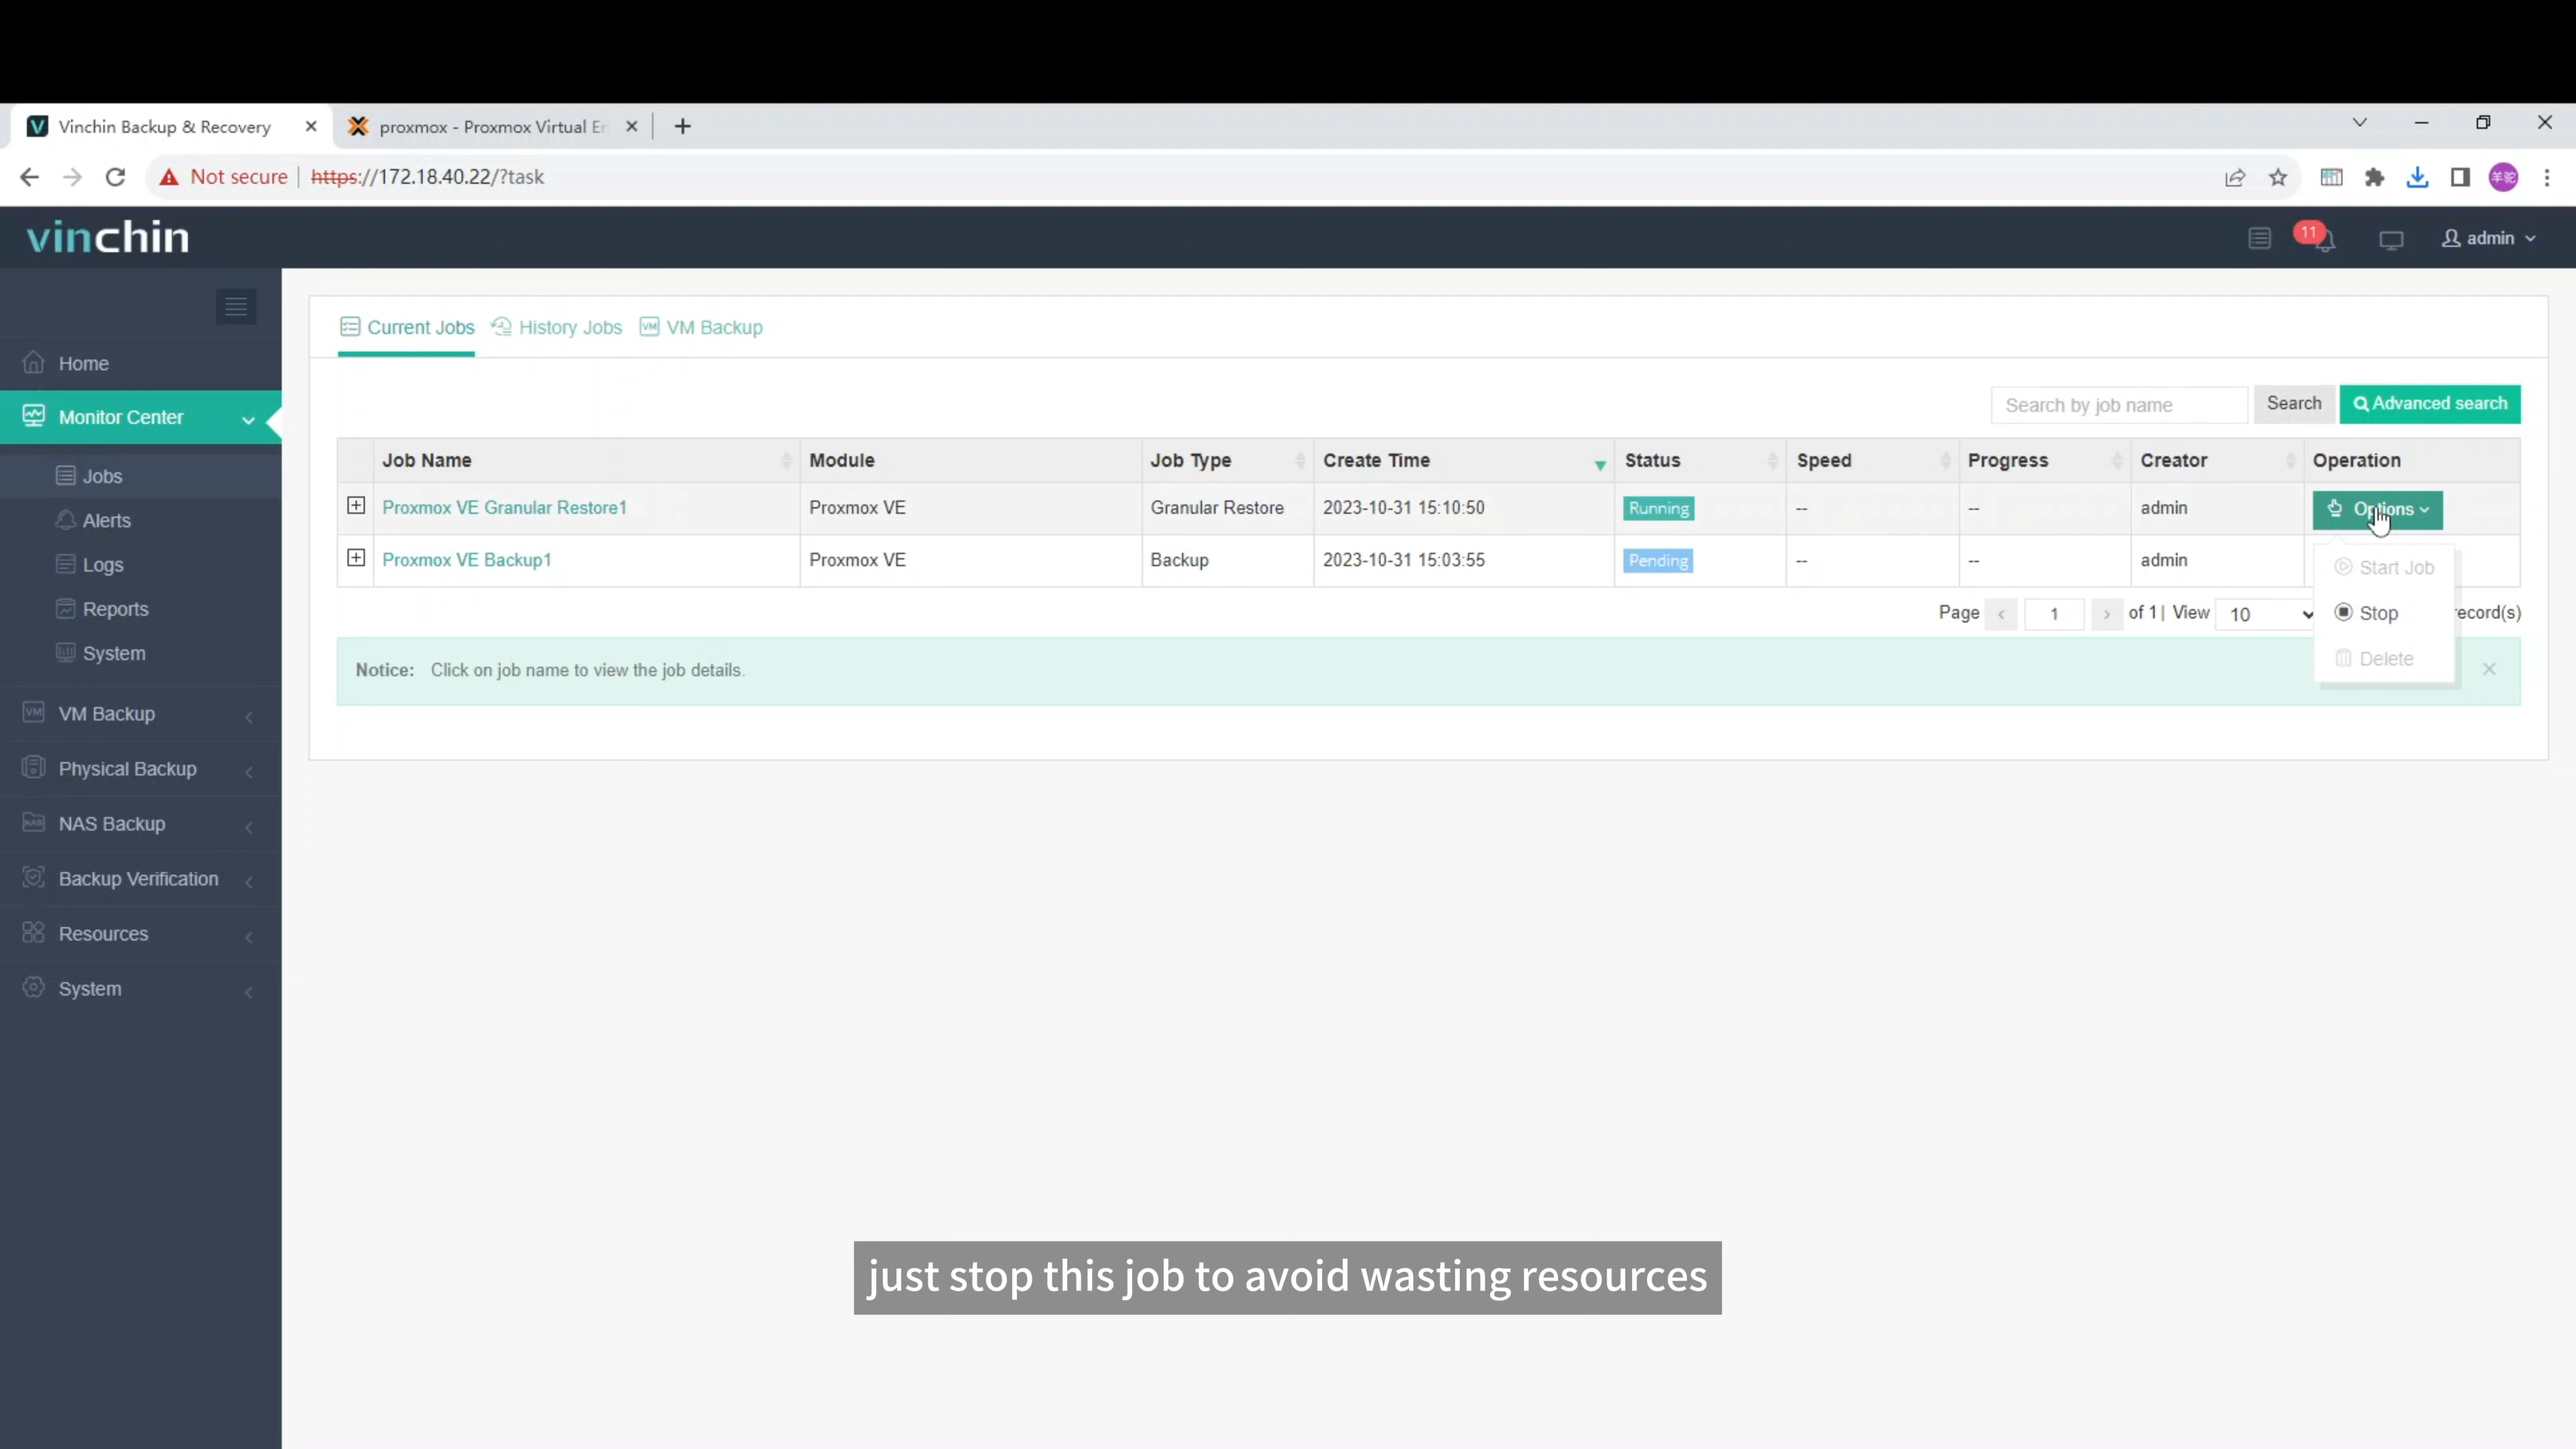 Vinchin Backup & Recovery
proxmox - Proxmox Virtual En
Not secure
https://172.18.40.22/?task
羊驼
vinchin
11
admin
Home
Monitor Center
Jobs
Alerts
Logs
Reports
System
VM Backup
Physical Backup
NAS Backup
Backup Verification
Resources
System
Current Jobs
History Jobs
VM Backup
Search by job name
Search
Advanced search
Job Name Module Job Type Create Time Status Speed Progress Creator Operation
Proxmox VE Granular Restore1 Proxmox VE Granular Restore 2023-10-31 15:10:50 Running -- -- admin Options
Proxmox VE Backup1 Proxmox VE Backup 2023-10-31 15:03:55 Pending -- -- admin
Start Job
Stop
Delete
Page 1 of 1 | View 10 ecord(s)
Notice: Click on job name to view the job details.
just stop this job to avoid wasting resources